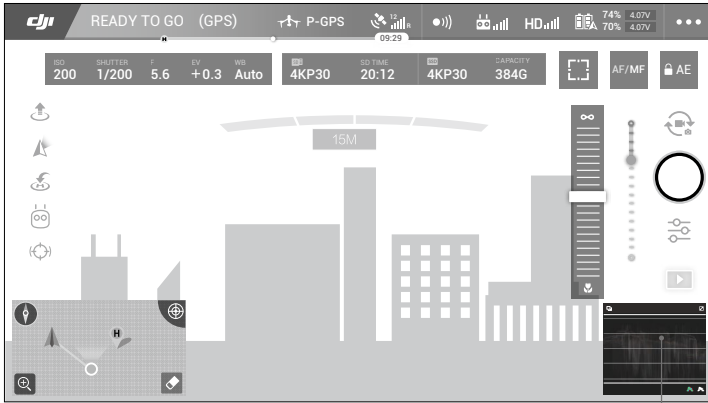 dji READY TO GO (GPS) P-GPS 12 R HD A 74% 4.07V
70% 4.07V
H 09:29
ISO SHUTTER F EV WB SD TIME CAPACITY
200 1/200 5.6 +0.3 Auto 4KP30 20:12 4KP30 384G
AF/MF AE
15M
H
H